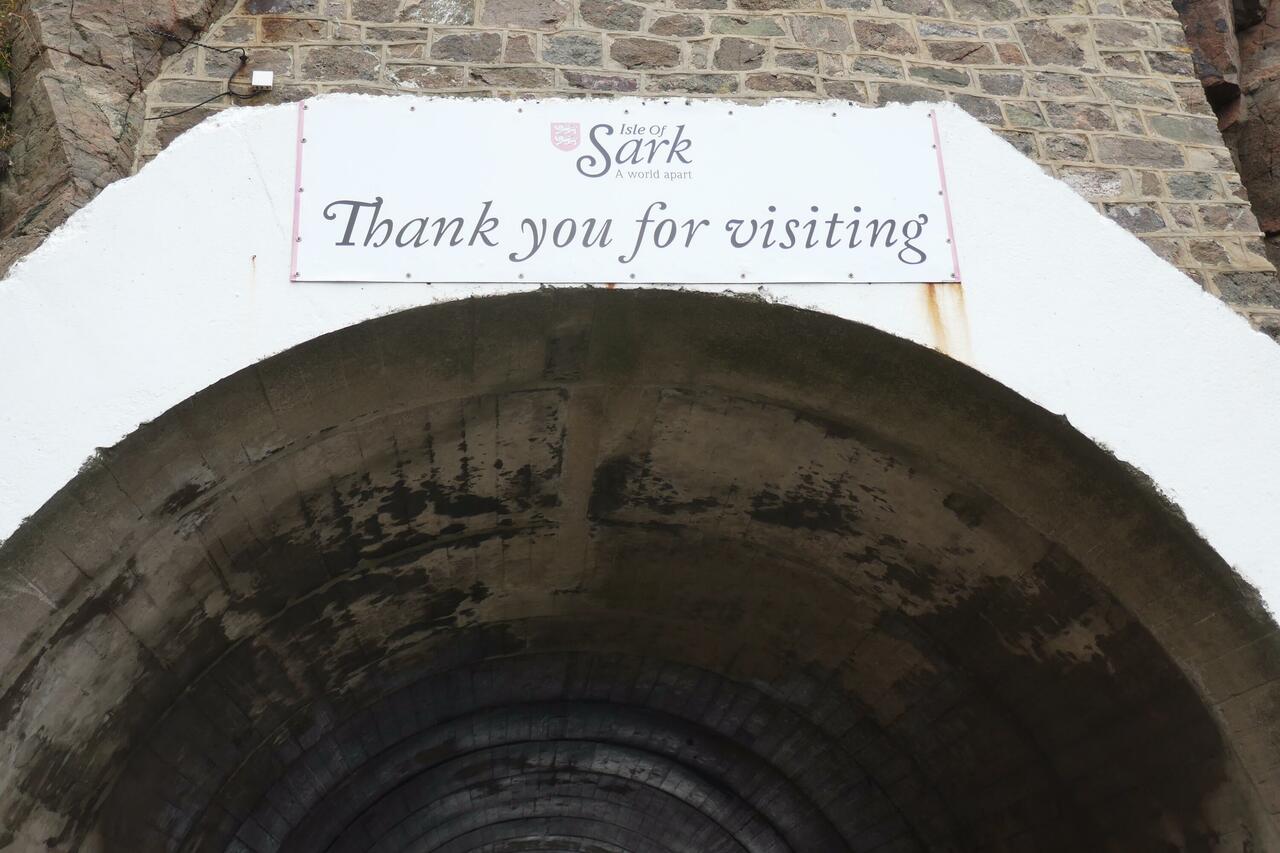 Isle Of
Sark
A world apart
Thank you for visiting